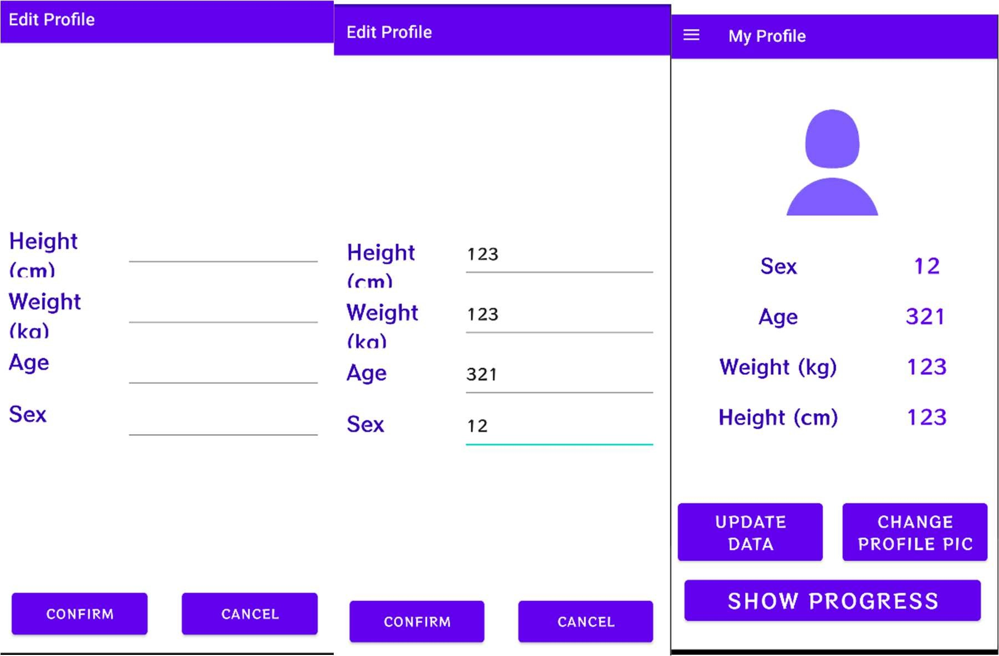 Edit Profile
Height
(cm)
Weight
(kg)
Age
Sex
CONFIRM CANCEL
Edit Profile
Height 123
(cm)
Weight 123
(kg)
Age 321
Sex 12
CONFIRM CANCEL
My Profile
Sex 12
Age 321
Weight (kg) 123
Height (cm) 123
UPDATE
DATA
CHANGE
PROFILE PIC
SHOW PROGRESS